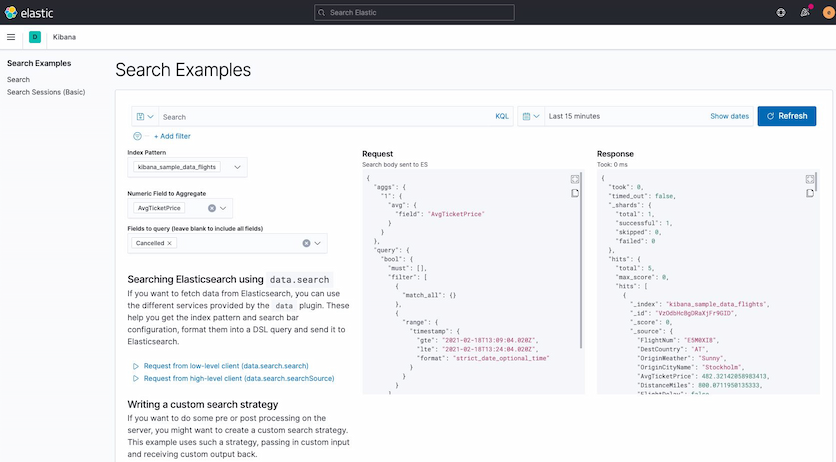 elastic
Search Elastic
e
D
Kibana
Search Examples
Search
Search Sessions (Basic)
Search Examples
Search
KQL
Last 15 minutes
Show dates
Refresh
+ Add filter
Index Pattern
kibana_sample_data_flights
Numeric Field to Aggregate
AvgTicketPrice
Fields to query (leave blank to include all fields)
Cancelled ×
Searching Elasticsearch using data.search
If you want to fetch data from Elasticsearch, you can use
the different services provided by the data plugin. These
help you get the index pattern and search bar
configuration, format them into a DSL query and send it to
Elasticsearch.
Request from low-level client (data.search.search)
Request from high-level client (data.search.searchSource)
Writing a custom search strategy
If you want to do some pre or post processing on the
server, you might want to create a custom search strategy.
This example uses such a strategy, passing in custom input
and receiving custom output back.
Request
Search body sent to ES
{
"aggs": {
"1": {
"avg": {
"field": "AvgTicketPrice"
}
}
},
"query": {
"bool": {
"must": [],
"filter": [
{
"match_all": {}
},
{
"range": {
"timestamp": {
"gte": "2021-02-18T13:09:04.020Z",
"lte": "2021-02-18T13:24:04.020Z",
"format": "strict_date_optional_time"
}
}
}
Response
Took: 0 ms
{
"took": 0,
"timed_out": false,
"_shards": {
"total": 1,
"successful": 1,
"skipped": 0,
"failed": 0
},
"hits": {
"total": 5,
"max_score": 0,
"hits": [
{
"_index": "kibana_sample_data_flights",
"_id": "VzOdbHcBgDRaXjFr9GID",
"_score": 0,
"_source": {
"FlightNum": "E5M0XI8",
"DestCountry": "AT",
"OriginWeather": "Sunny",
"OriginCityName": "Stockholm",
"AvgTicketPrice": 482.32142058983413,
"DistanceMiles": 800.0711950135333,
"FlightDelay": false,